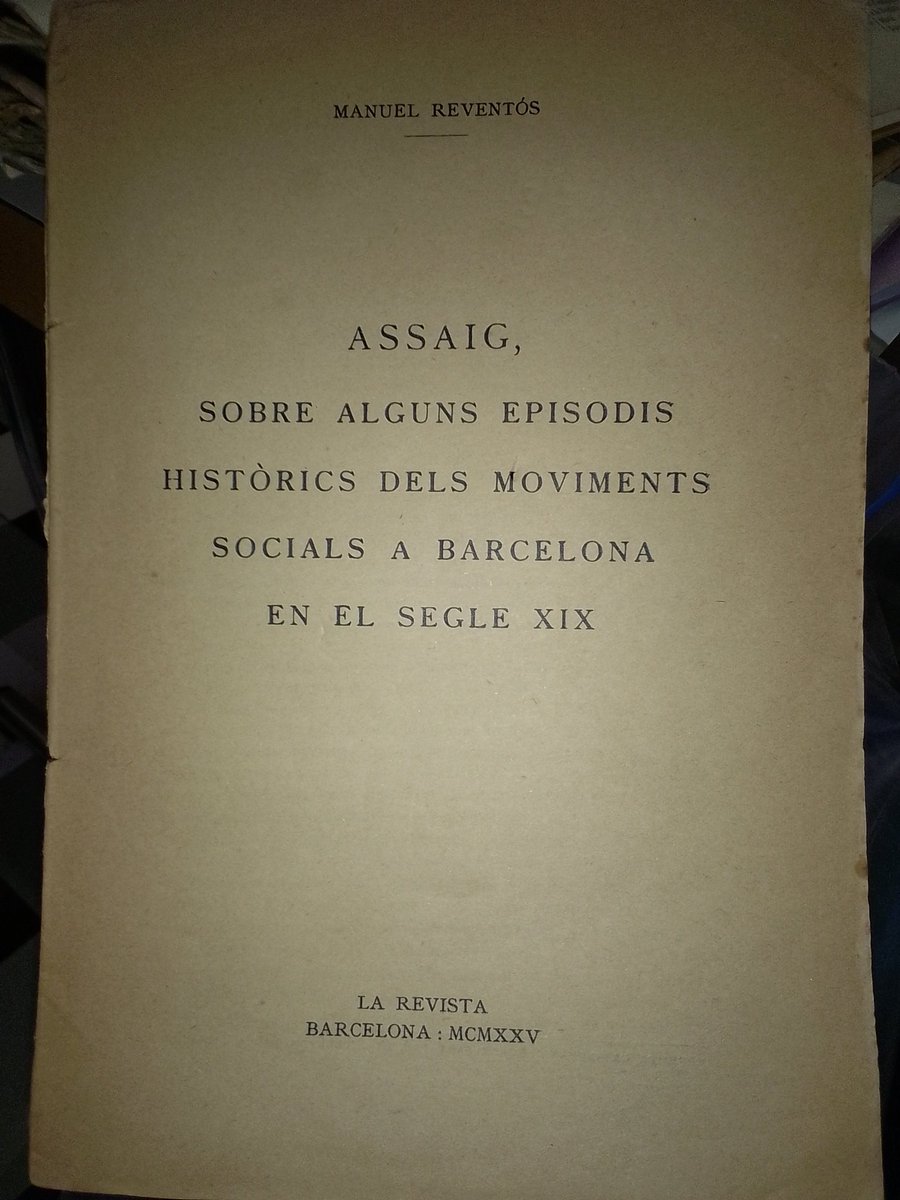 MANUEL REVENTÓS
ASSAIG,
SOBRE ALGUNS EPISODIS
HISTÒRICS DELS MOVIMENTS
SOCIALS A BARCELONA
EN EL SEGLE XIX
LA REVISTA
BARCELONA : MCMXXV